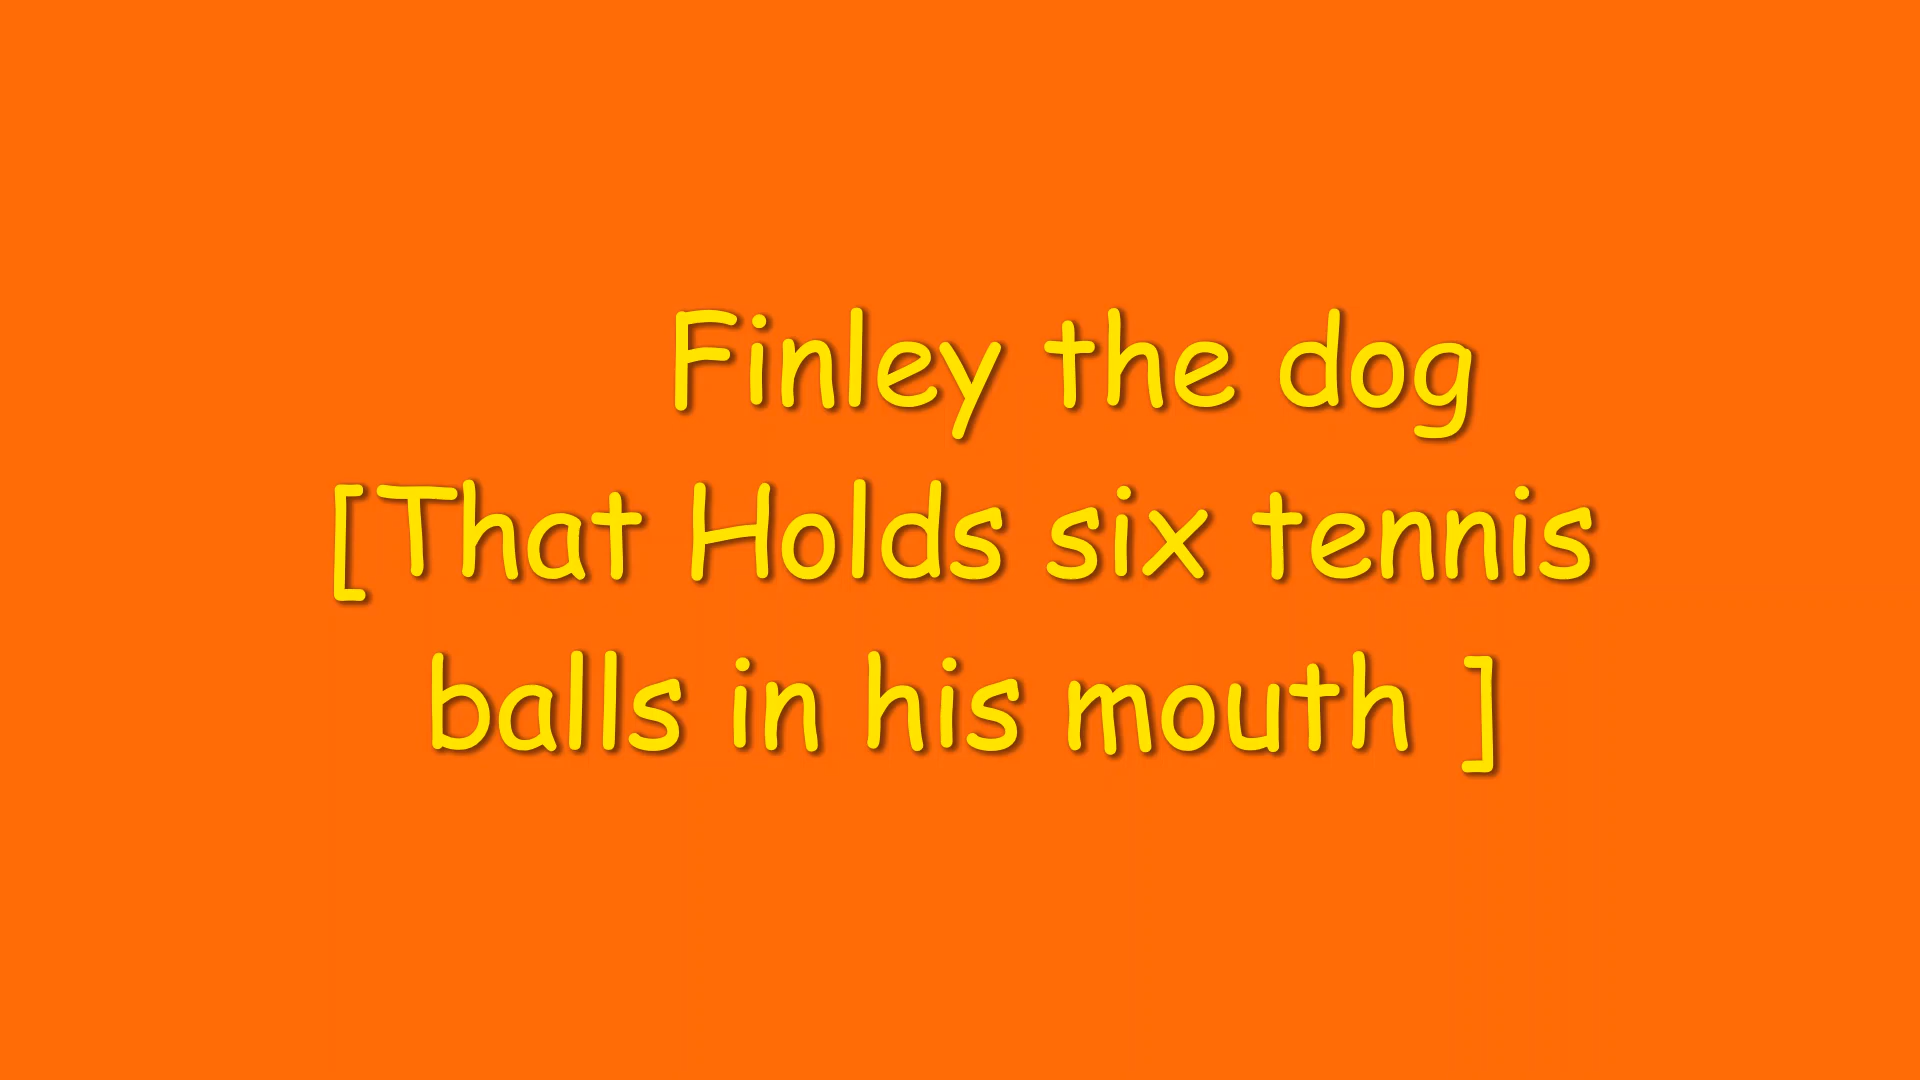 Finley the dog
[That Holds six tennis
balls in his mouth ]